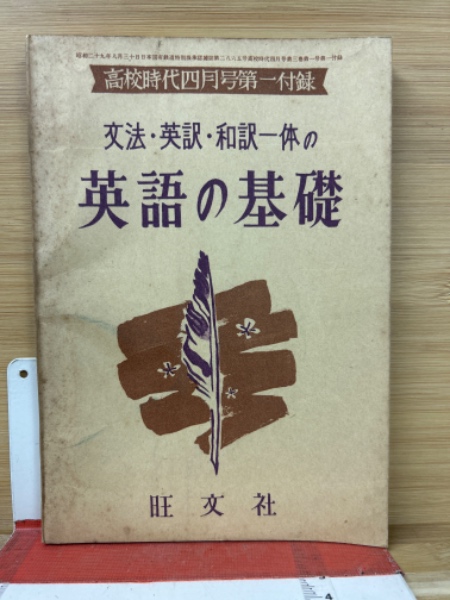 高校時代四月号第一付録
文法・英訳・和訳一体の
英語の基礎
旺文社